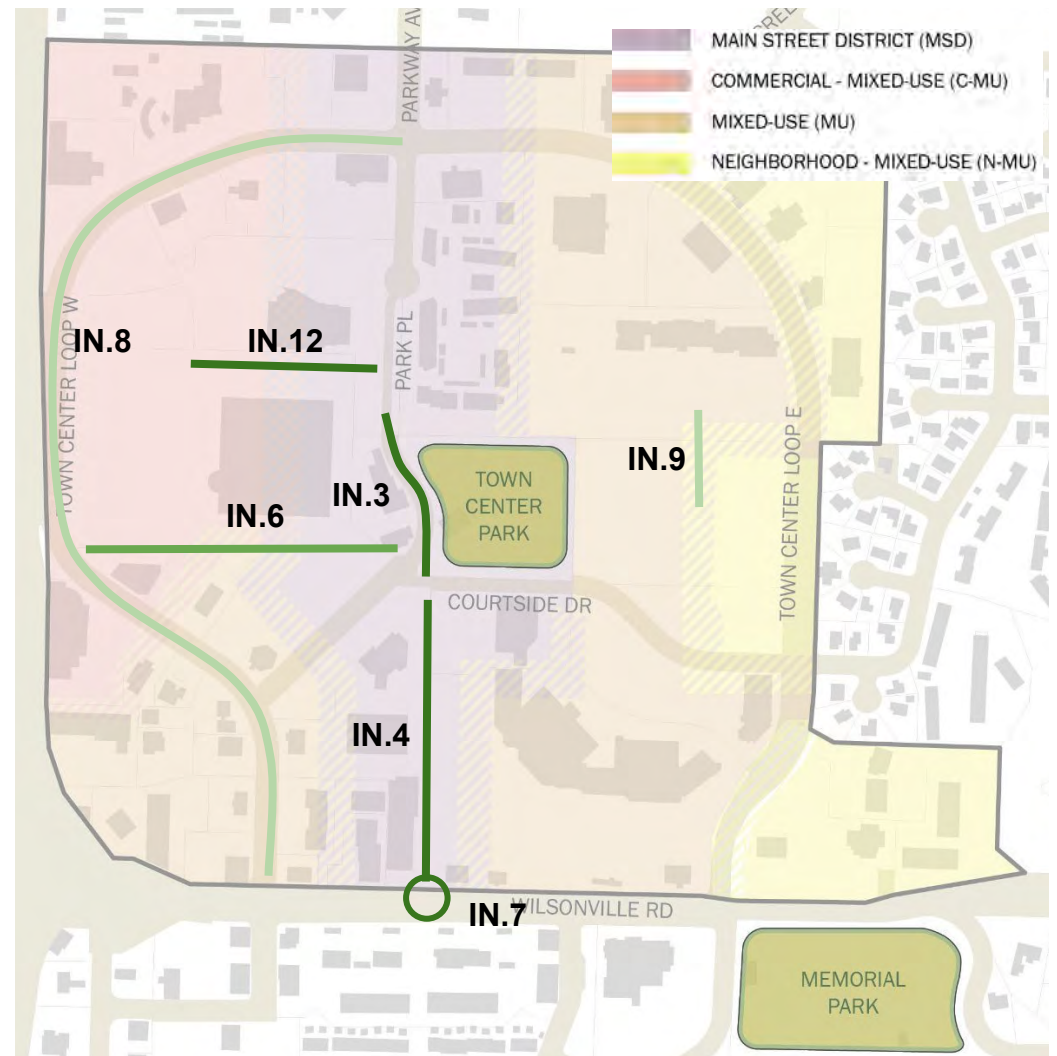 PARKWAY AV
MAIN STREET DISTRICT (MSD)
COMMERCIAL - MIXED-USE (C-MU)
MIXED-USE (MU)
NEIGHBORHOOD - MIXED-USE (N-MU)
TOWN CENTER LOOP W
IN.8
IN.12
PARK PL
IN.3
TOWN
CENTER
PARK
IN.9
TOWN CENTER LOOP E
IN.6
COURTSIDE DR
IN.4
IN.7
WILSONVILLE RD
MEMORIAL
PARK